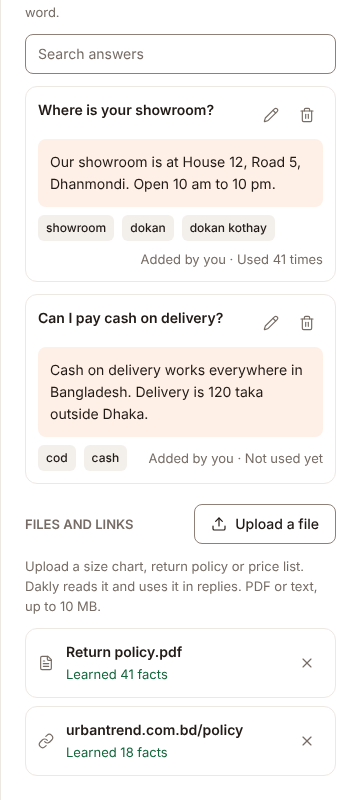 word.
Search answers
Where is your showroom?
Our showroom is at House 12, Road 5,
Dhanmondi. Open 10 am to 10 pm.
showroom dokan dokan kothay
Added by you · Used 41 times
Can I pay cash on delivery?
Cash on delivery works everywhere in
Bangladesh. Delivery is 120 taka
outside Dhaka.
cod cash Added by you · Not used yet
FILES AND LINKS Upload a file
Upload a size chart, return policy or price list.
Dakly reads it and uses it in replies. PDF or text,
up to 10 MB.
Return policy.pdf
Learned 41 facts
urbantrend.com.bd/policy
Learned 18 facts